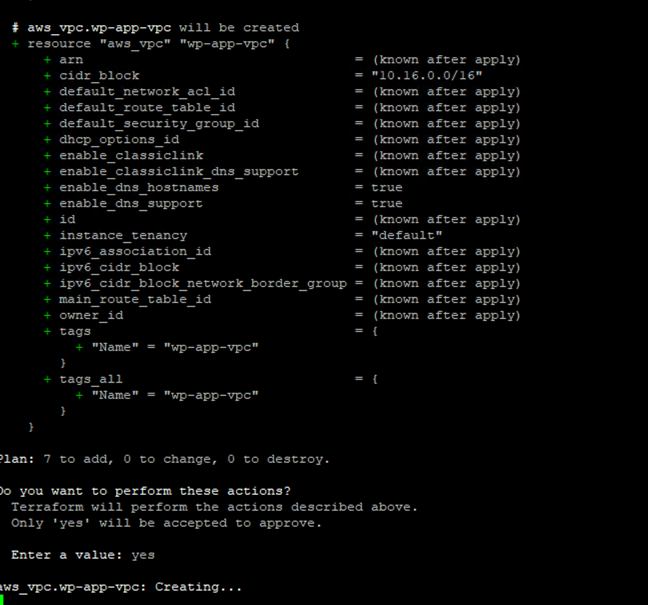 # aws_vpc.wp-app-vpc will be created
+ resource "aws_vpc" "wp-app-vpc" {
+ arn = (known after apply)
+ cidr_block = "10.16.0.0/16"
+ default_network_acl_id = (known after apply)
+ default_route_table_id = (known after apply)
+ default_security_group_id = (known after apply)
+ dhcp_options_id = (known after apply)
+ enable_classiclink = (known after apply)
+ enable_classiclink_dns_support = (known after apply)
+ enable_dns_hostnames = true
+ enable_dns_support = true
+ id = (known after apply)
+ instance_tenancy = "default"
+ ipv6_association_id = (known after apply)
+ ipv6_cidr_block = (known after apply)
+ ipv6_cidr_block_network_border_group = (known after apply)
+ main_route_table_id = (known after apply)
+ owner_id = (known after apply)
+ tags = {
+ "Name" = "wp-app-vpc"
}
+ tags_all = {
+ "Name" = "wp-app-vpc"
}
}
Plan: 7 to add, 0 to change, 0 to destroy.
Do you want to perform these actions?
Terraform will perform the actions described above.
Only 'yes' will be accepted to approve.
Enter a value: yes
aws_vpc.wp-app-vpc: Creating...